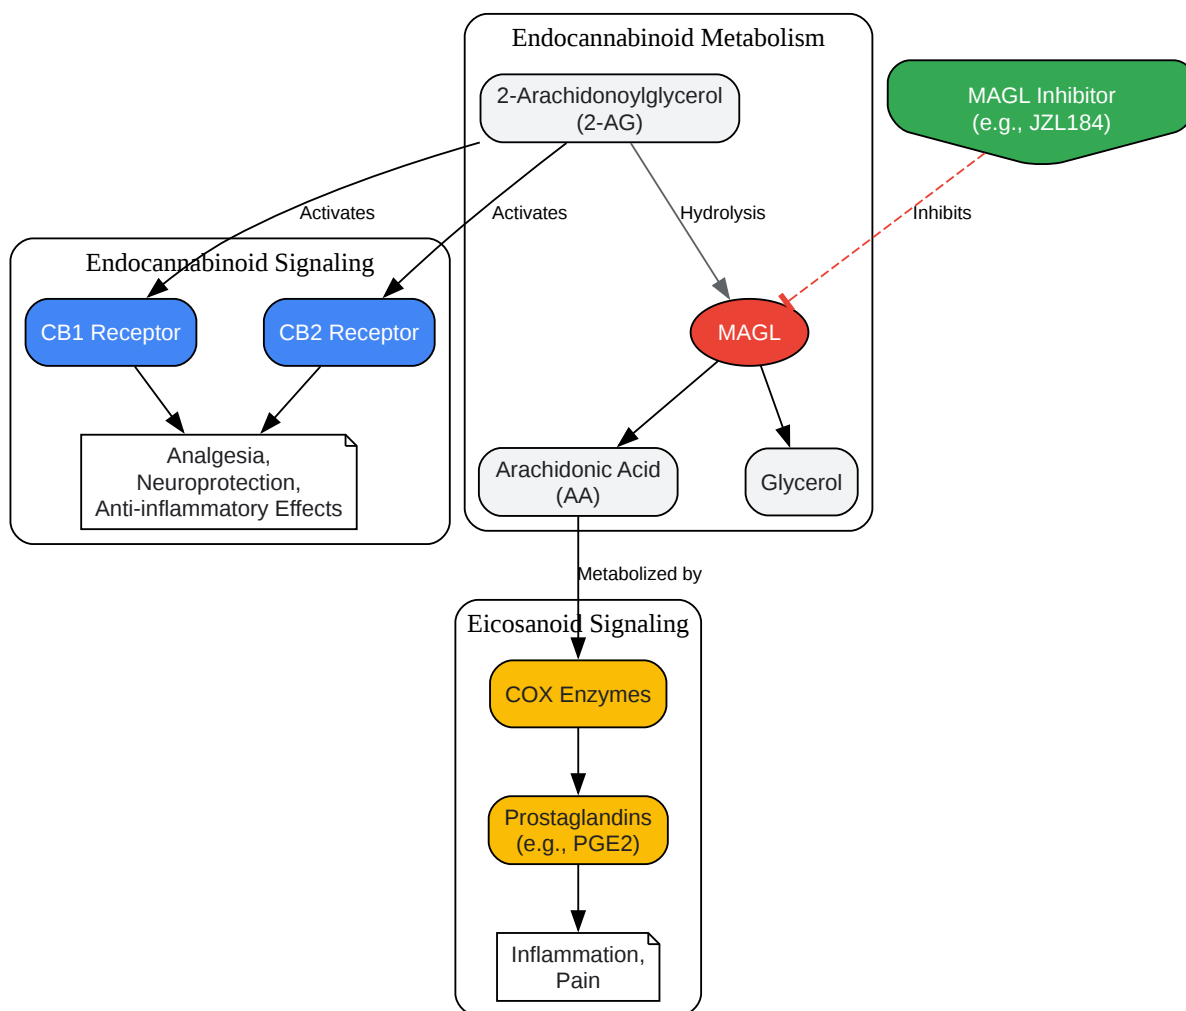 Endocannabinoid Metabolism
2-Arachidonoylglycerol
(2-AG)
MAGL Inhibitor
(e.g., JZL184)
Activates
Activates
Hydrolysis
Inhibits
Endocannabinoid Signaling
CB1 Receptor
CB2 Receptor
MAGL
Analgesia,
Neuroprotection,
Anti-inflammatory Effects
Arachidonic Acid
(AA)
Glycerol
Metabolized by
Eicosanoid Signaling
COX Enzymes
Prostaglandins
(e.g., PGE2)
Inflammation,
Pain